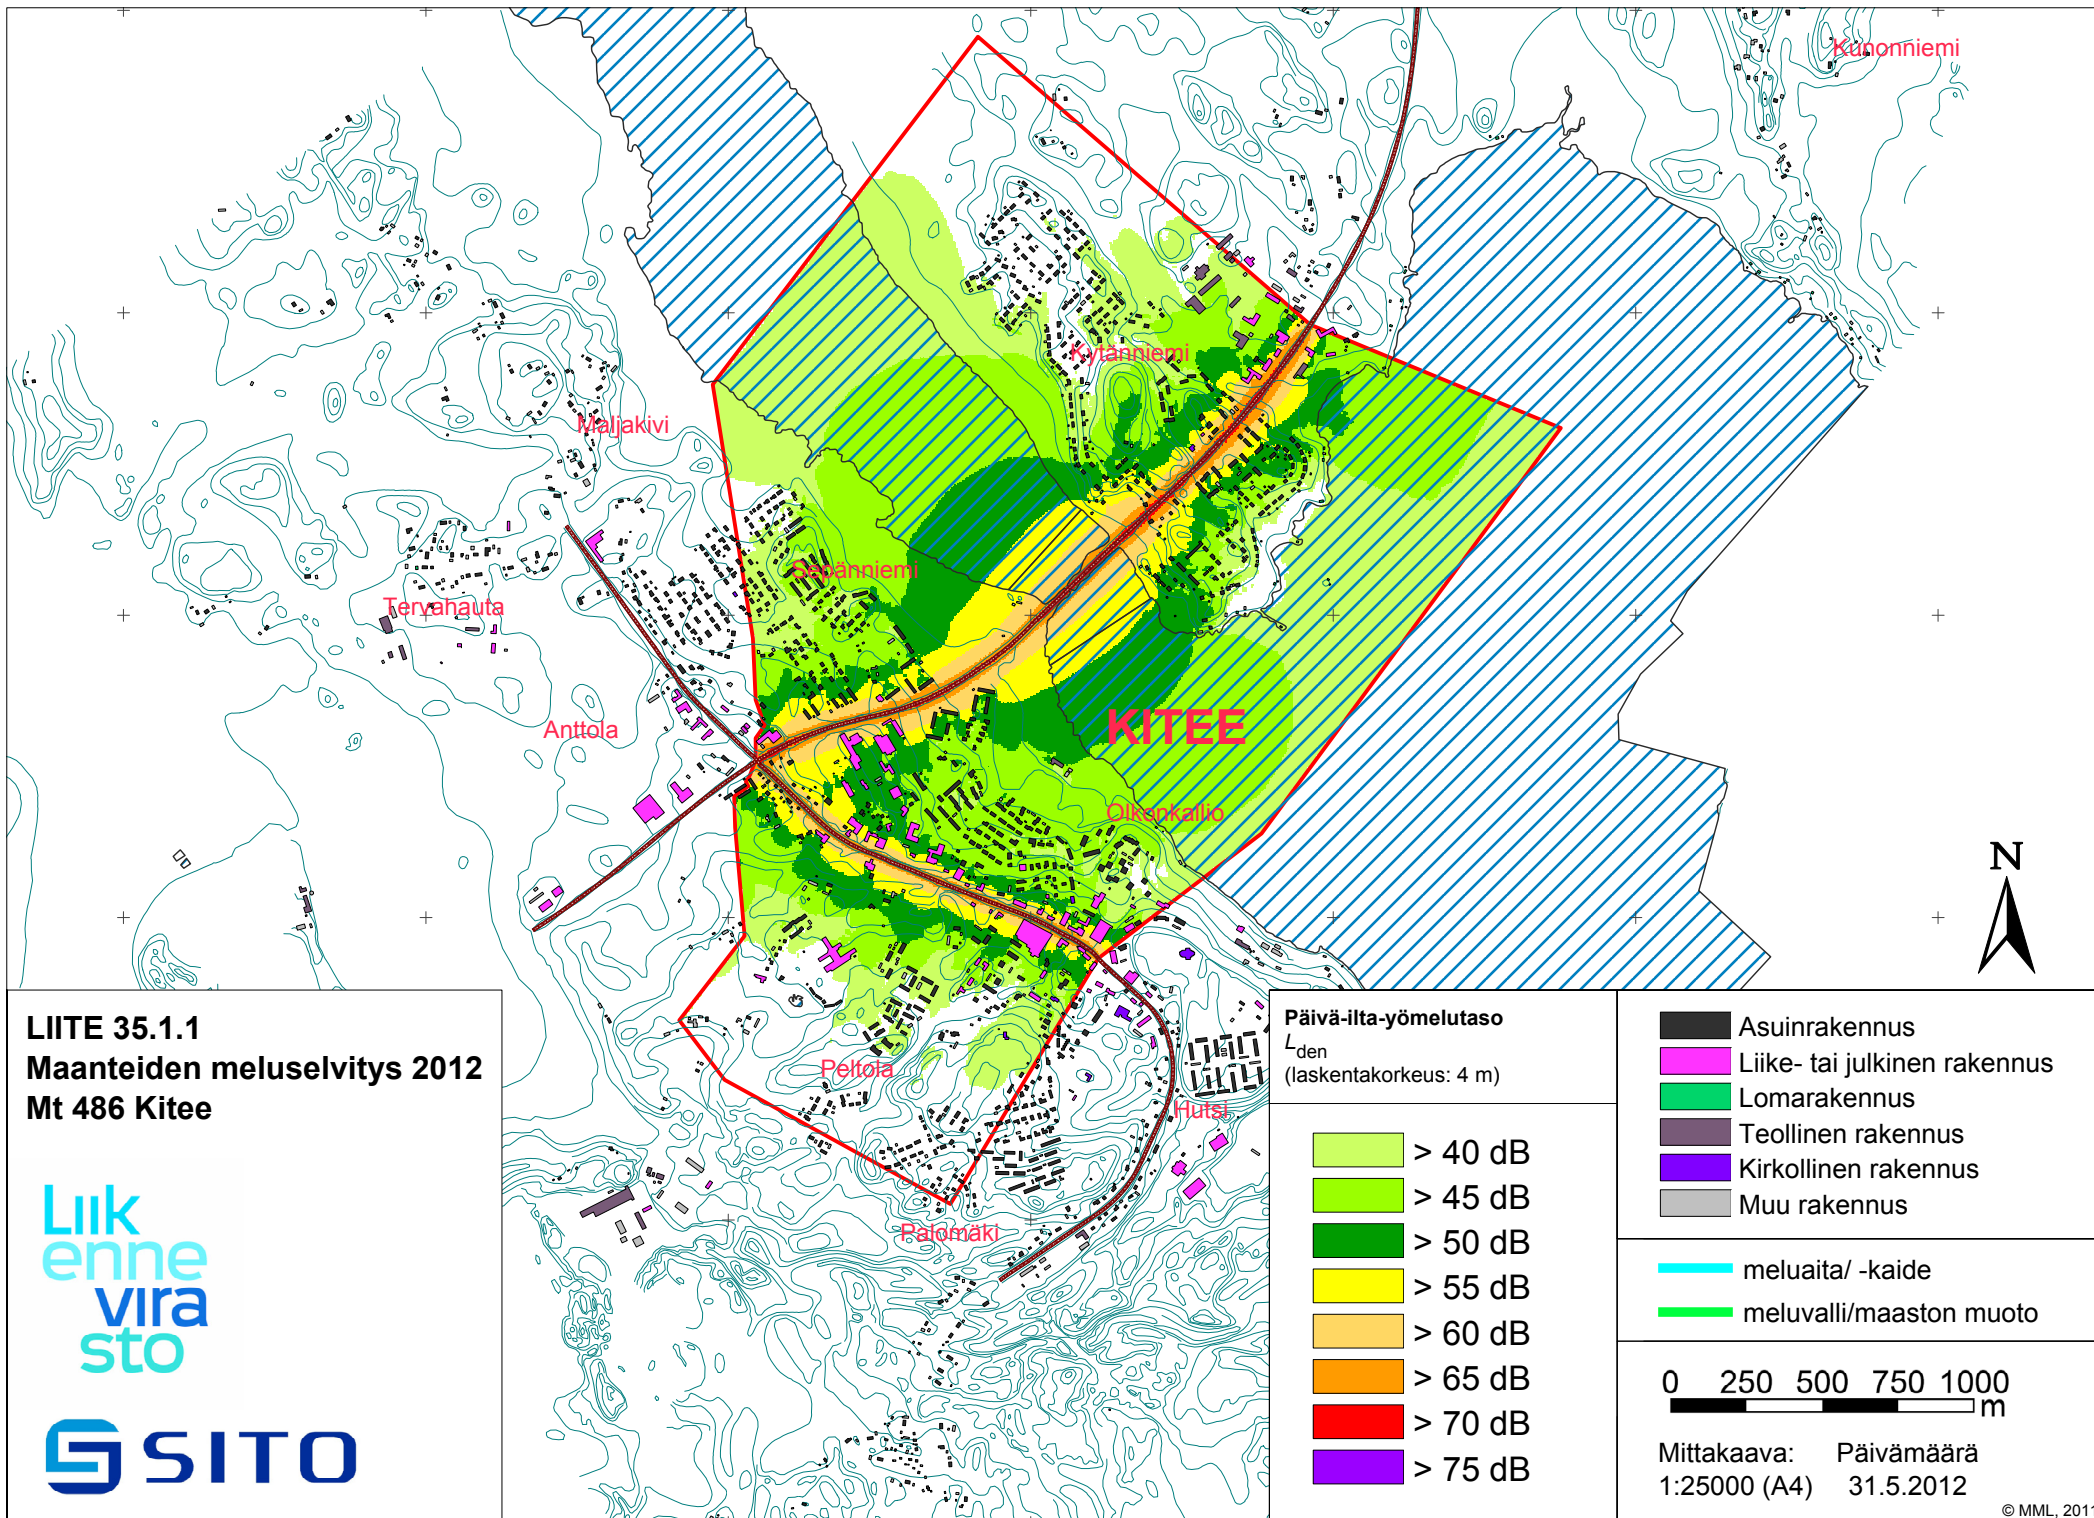 Kunonniemi
Kytänniemi
Maljakivi
Sepänniemi
Tervahauta
Anttola
KITEE
Olkonkallio
Peltola
Hutsi
Palomäki
N
LIITE 35.1.1
Maanteiden meluselvitys 2012
Mt 486 Kitee
Liik
enne
vira
sto
SITO
Päivä-ilta-yömelutaso
Lden
(laskentakorkeus: 4 m)
> 40 dB
> 45 dB
> 50 dB
> 55 dB
> 60 dB
> 65 dB
> 70 dB
> 75 dB
Asuinrakennus
Liike- tai julkinen rakennus
Lomarakennus
Teollinen rakennus
Kirkollinen rakennus
Muu rakennus
meluaita/ -kaide
meluvalli/maaston muoto
0 250 500 750 1000
m
Mittakaava: Päivämäärä
1:25000 (A4) 31.5.2012
© MML, 2011